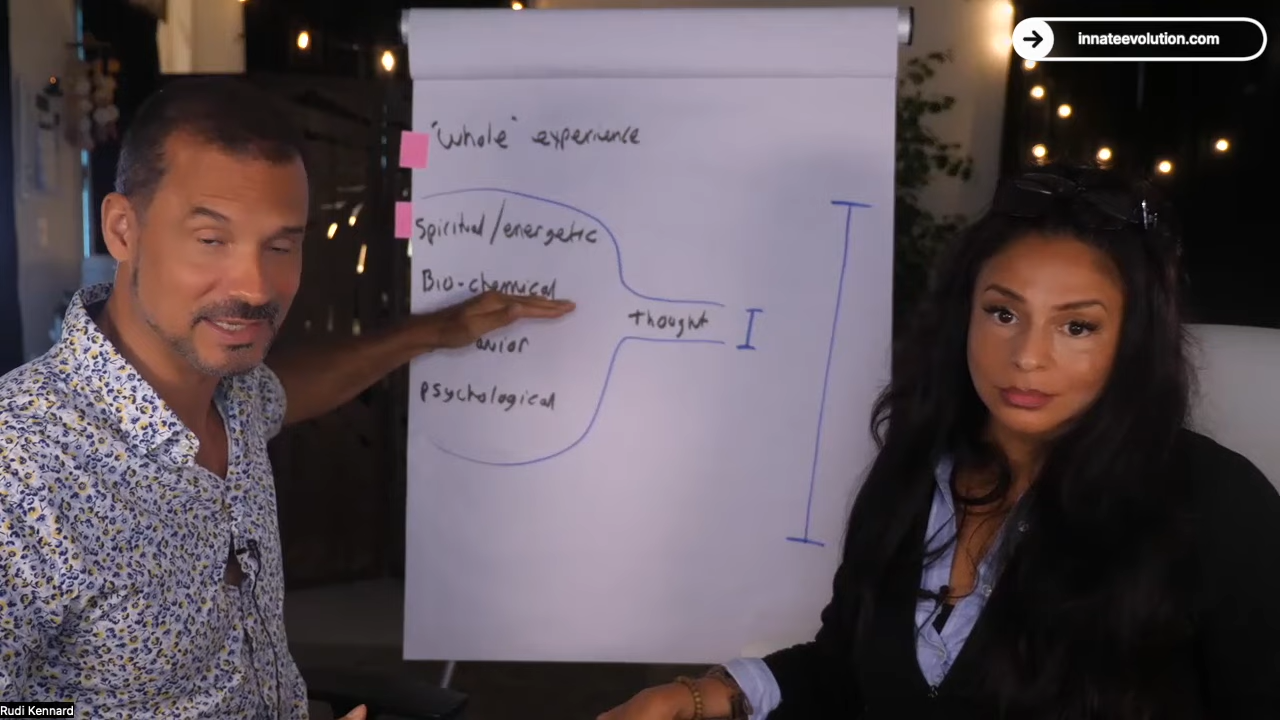 innateevolution.com
"whole" experience
Spiritual/energetic
Bio-chemical
thought
psychological
Rudi Kennard